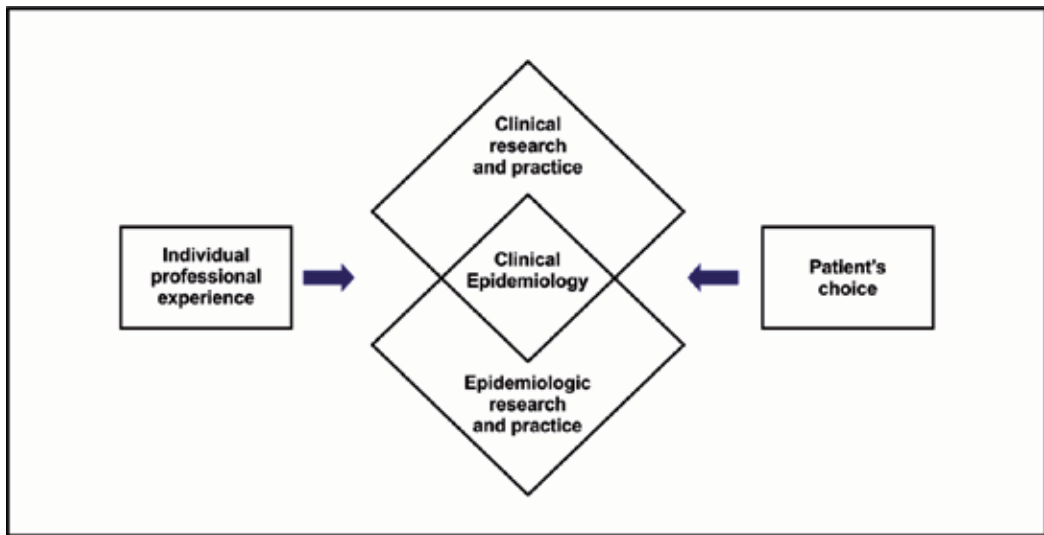 Clinical
research
and practice
Individual
professional
experience
Clinical
Epidemiology
Patient's
choice
Epidemiologic
research
and practice